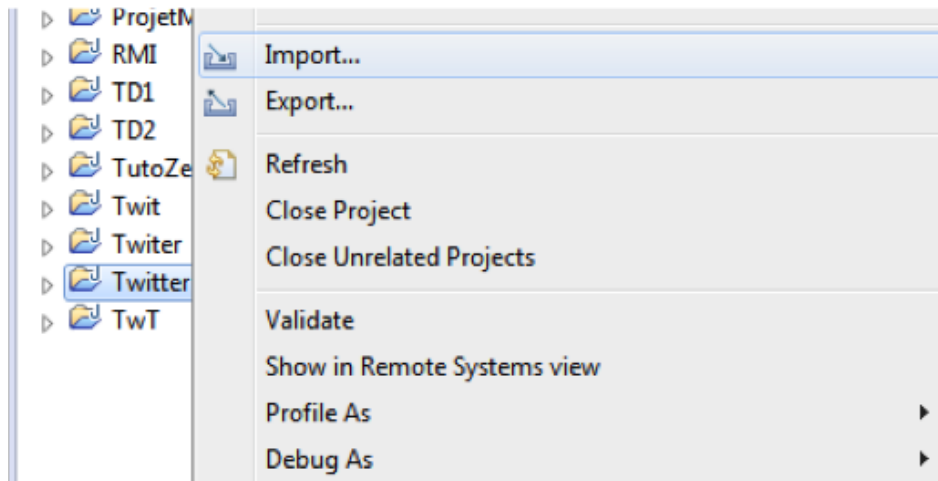 ProjetM
RMI
TD1
TD2
TutoZe
Twit
Twiter
Twitter
TwT
Import...
Export...
Refresh
Close Project
Close Unrelated Projects
Validate
Show in Remote Systems view
Profile As
Debug As